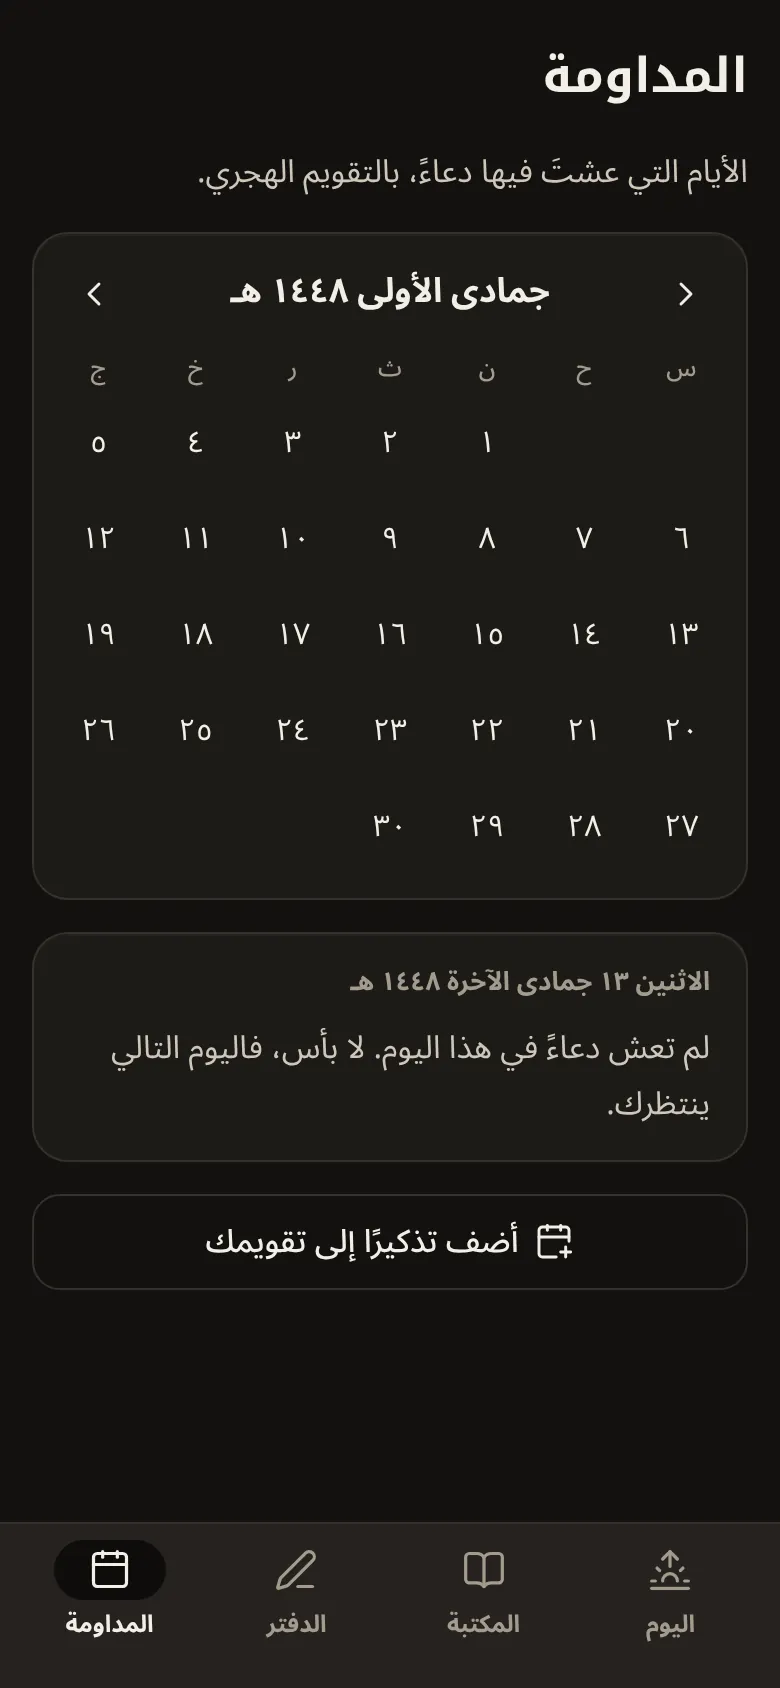 المداومة
الأيام التي عشتَ فيها دعاءً، بالتقويم الهجري.
جمادى الأولى ١٤٤٨ هـ
س ح ن ث ر خ ج
١ ٢ ٣ ٤ ٥
٦ ٧ ٨ ٩ ١٠ ١١ ١٢
١٣ ١٤ ١٥ ١٦ ١٧ ١٨ ١٩
٢٠ ٢١ ٢٢ ٢٣ ٢٤ ٢٥ ٢٦
٢٧ ٢٨ ٢٩ ٣٠
الاثنين ١٣ جمادى الآخرة ١٤٤٨ هـ
لم تعش دعاءً في هذا اليوم. لا بأس، فاليوم التالي
ينتظرك.
أضف تذكيرًا إلى تقويمك
اليوم المكتبة الدفتر المداومة